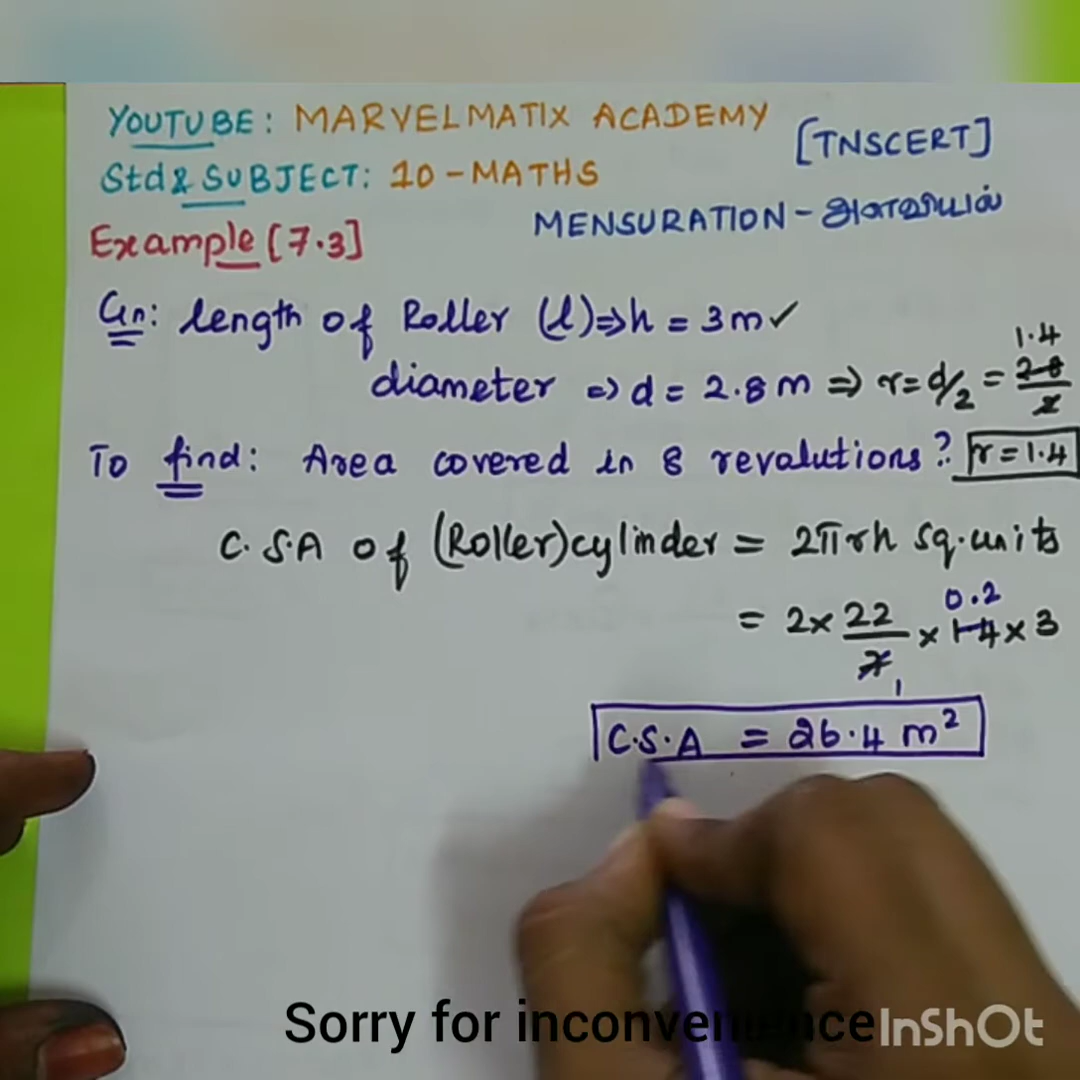 YOUTUBE: MARVELMATIX ACADEMY
[TNSCERT]
Std & SUBJECT: 10 - MATHS
MENSURATION - அளவியல்
Example [7.3]
Gn: length of Roller (l) ⇒ h = 3m ✓
diameter ⇒ d = 2.8 m ⇒ r = d/2 = 2.8/2 1.4
To find: Area covered in 8 revalutions? r = 1.4
C.S.A of (Roller) cylinder = 2πrh sq.units
= 2 × 22/7 × 1.4 × 3 0.2 1
C.S.A = 26.4 m²
Sorry for inconvenience
InShOt